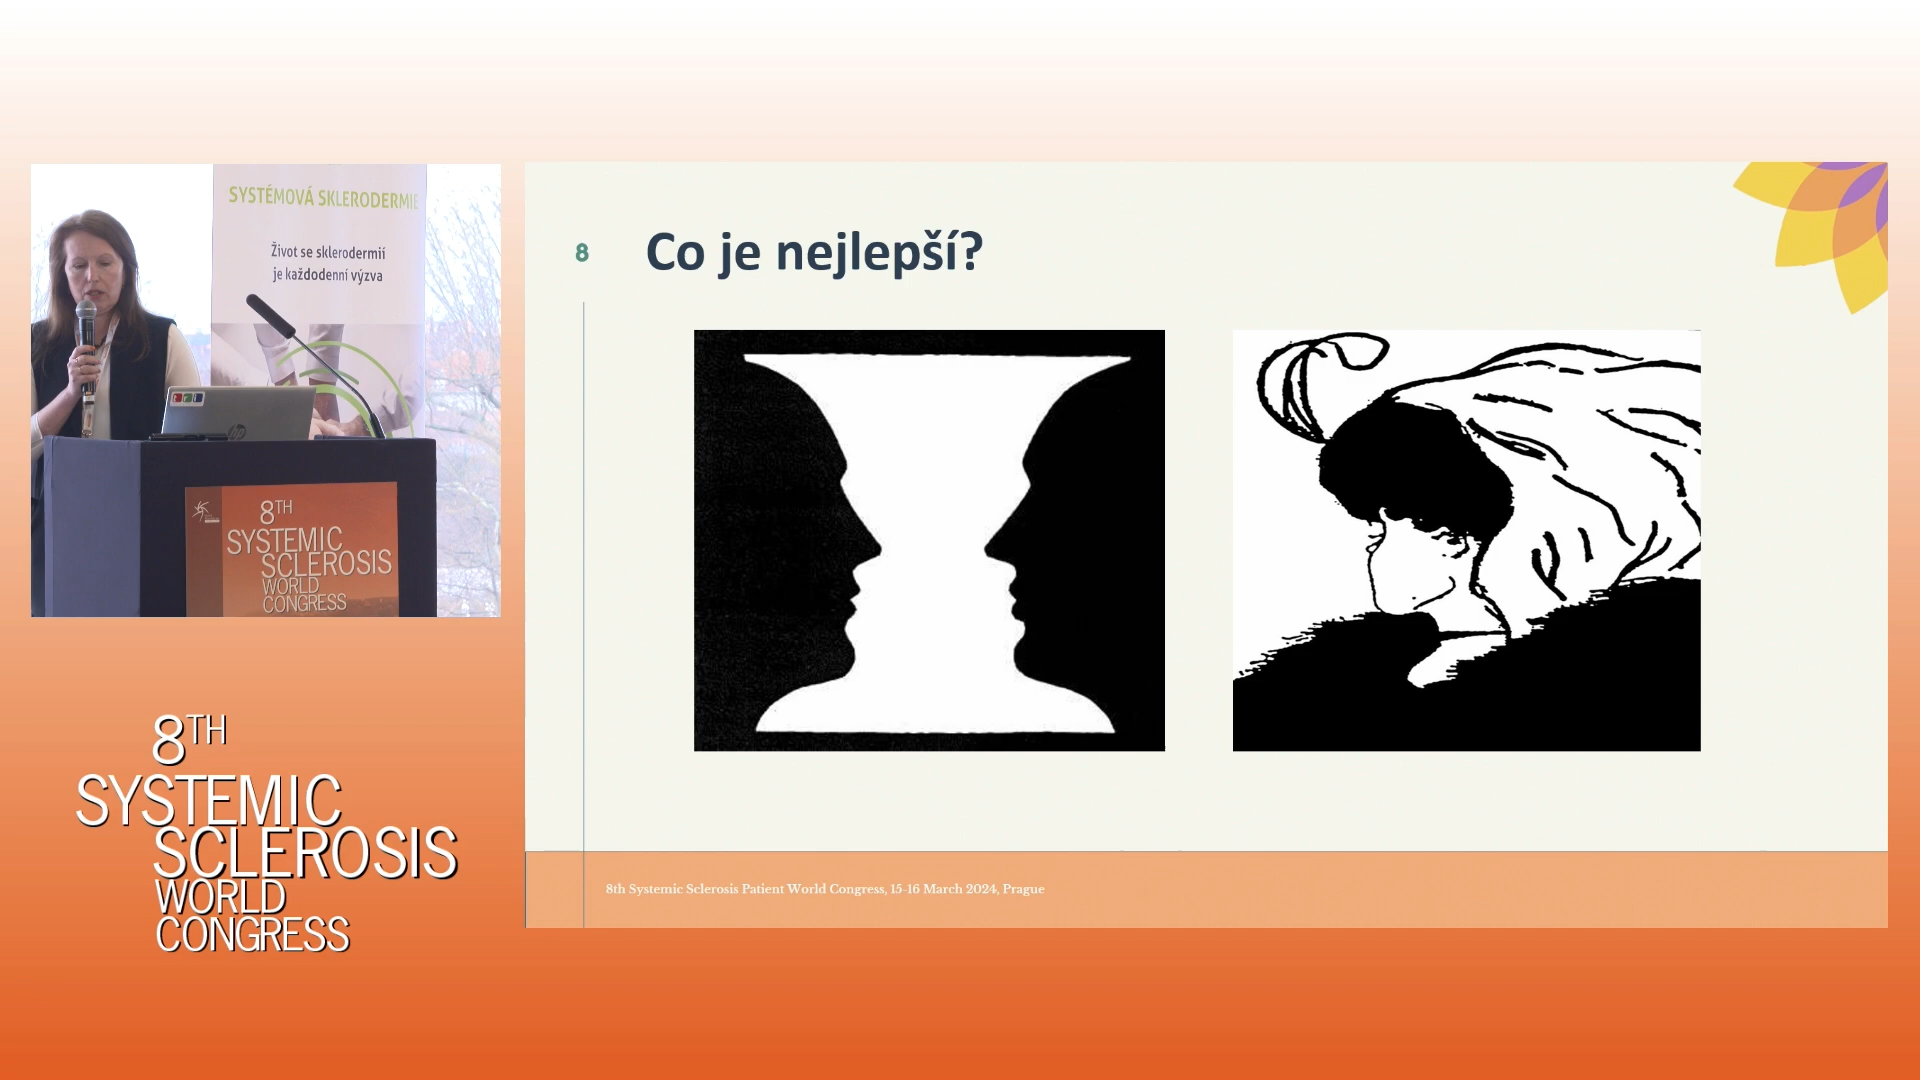 SYSTÉMOVÁ SKLERODERMIE
Život se sklerodermií
je každodenní výzva
8TH
SYSTEMIC
SCLEROSIS
WORLD
CONGRESS
8TH
SYSTEMIC
SCLEROSIS
WORLD
CONGRESS
8
Co je nejlepší?
8th Systemic Sclerosis Patient World Congress, 15-16 March 2024, Prague